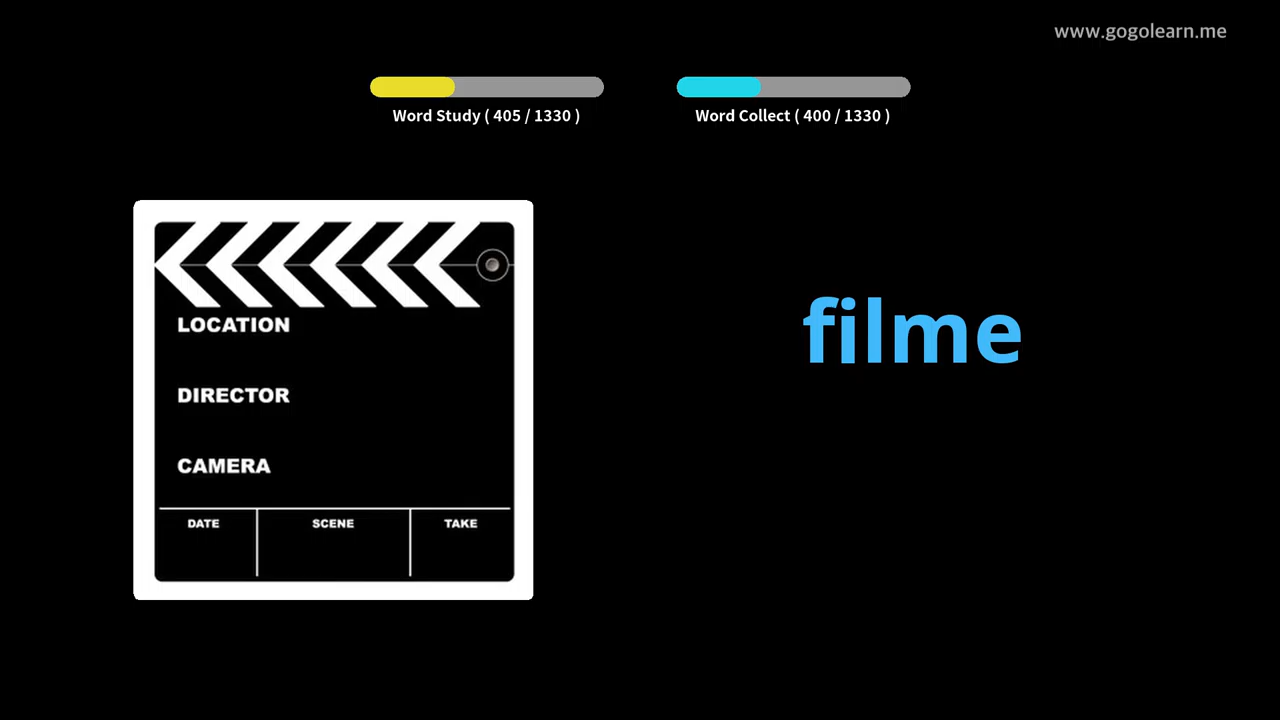 www.gogolearn.me
Word Study ( 405 / 1330 )
Word Collect ( 400 / 1330 )
LOCATION
DIRECTOR
CAMERA
DATE
SCENE
TAKE
filme